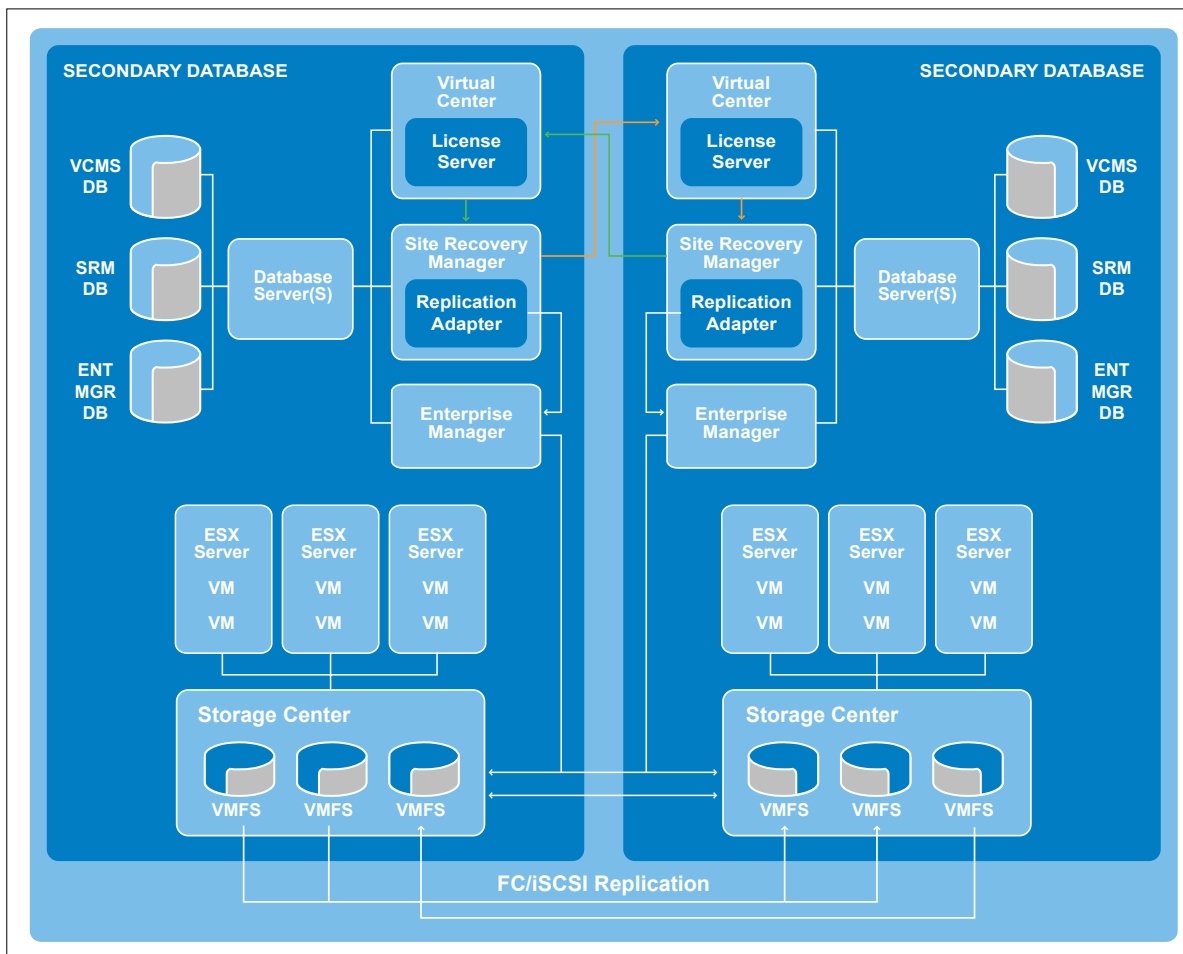 SECONDARY DATABASE
Virtual
Center
License
Server
VCMS
DB
SRM
DB
ENT
MGR
DB
Database
Server(S)
Site Recovery
Manager
Replication
Adapter
Enterprise
Manager
ESX
Server
VM
VM
ESX
Server
VM
VM
ESX
Server
VM
VM
Storage Center
VMFS
VMFS
VMFS
SECONDARY DATABASE
Virtual
Center
License
Server
Site Recovery
Manager
Replication
Adapter
Enterprise
Manager
Database
Server(S)
VCMS
DB
SRM
DB
ENT
MGR
DB
ESX
Server
VM
VM
ESX
Server
VM
VM
ESX
Server
VM
VM
Storage Center
VMFS
VMFS
VMFS
FC/iSCSI Replication